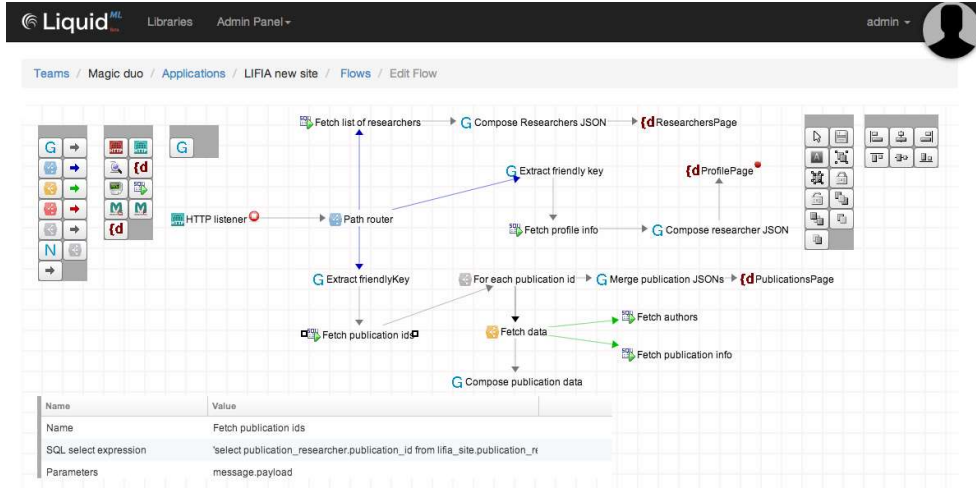 Liquid ML Beta Libraries Admin Panel admin
Teams / Magic duo / Applications / LIFIA new site / Flows / Edit Flow
Fetch list of researchers G Compose Researchers JSON {d ResearchersPage
G G
{d
G Extract friendly key {d ProfilePage
HTTP listener Path router
{d
Fetch profile info G Compose researcher JSON
N
G Extract friendlyKey For each publication id G Merge publication JSONs {d PublicationsPage
Fetch authors
Fetch publication ids Fetch data
Fetch publication info
G Compose publication data
Name Value
Name Fetch publication ids
SQL select expression 'select publication_researcher.publication_id from lifia_site.publication_re
Parameters message.payload